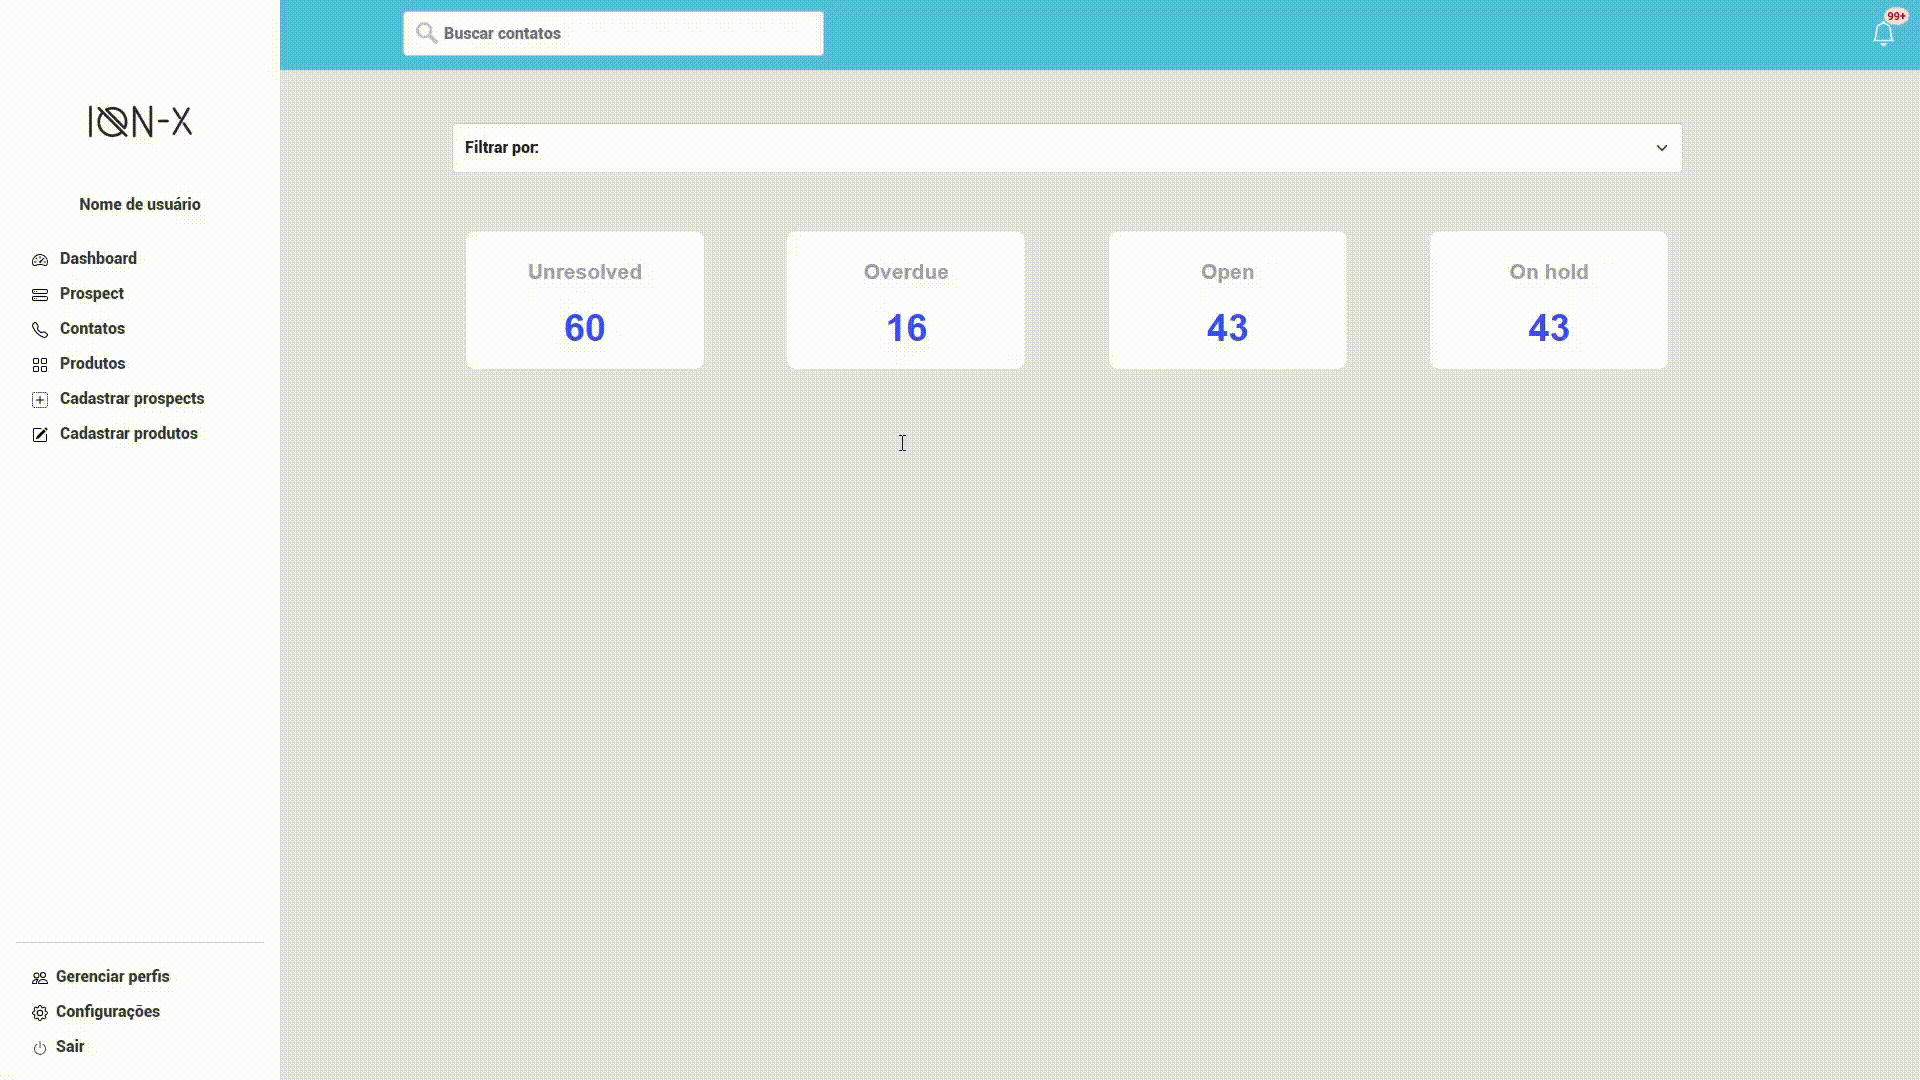 Buscar contatos
99+
ION-X
Nome de usuário
Dashboard
Prospect
Contatos
Produtos
Cadastrar prospects
Cadastrar produtos
Gerenciar perfis
Configurações
Sair
Filtrar por:
Unresolved
60
Overdue
16
Open
43
On hold
43